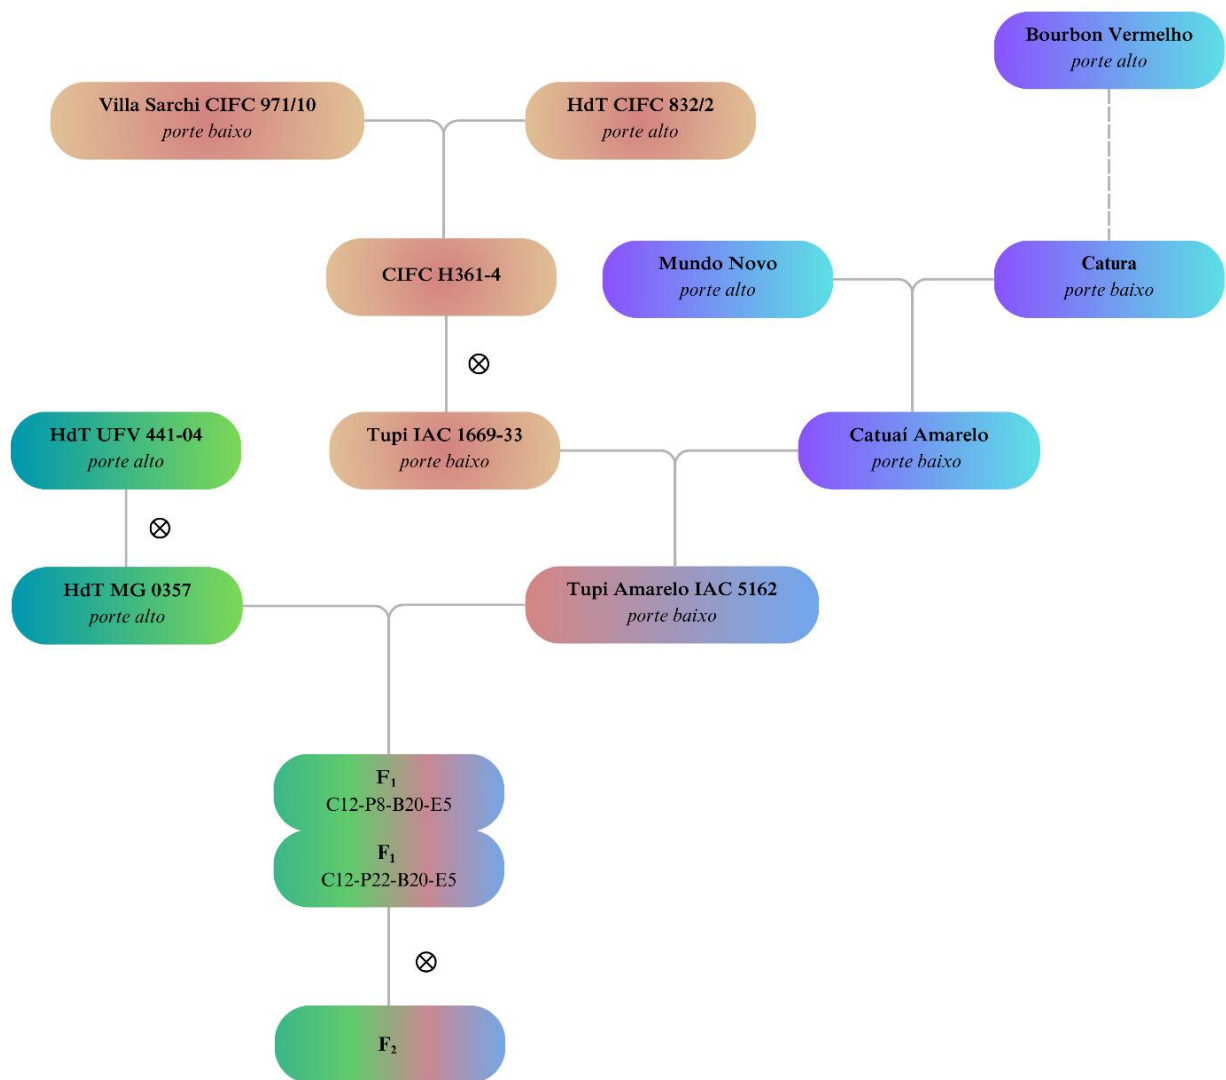 Bourbon Vermelho
porte alto
Villa Sarchi CIFC 971/10
porte baixo
HdT CIFC 832/2
porte alto
CIFC H361-4
Mundo Novo
porte alto
Catura
porte baixo
HdT UFV 441-04
porte alto
Tupi IAC 1669-33
porte baixo
Catuaí Amarelo
porte baixo
HdT MG 0357
porte alto
Tupi Amarelo IAC 5162
porte baixo
F₁
C12-P8-B20-E5
F₁
C12-P22-B20-E5
F₂